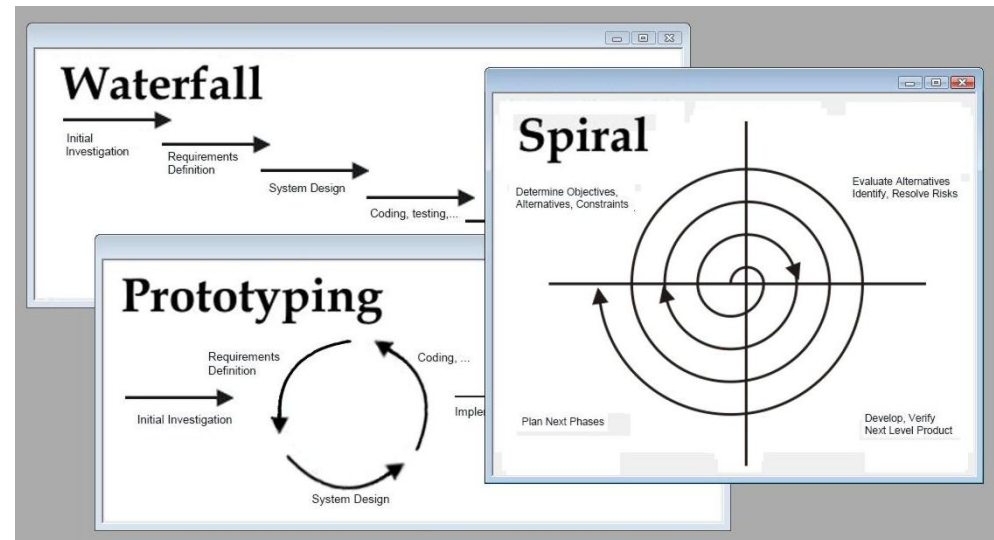 Waterfall
Initial
Investigation
Requirements
Definition
System Design
Coding, testing,...
Prototyping
Requirements
Definition
Coding, ...
Initial Investigation
System Design
Spiral
Determine Objectives,
Alternatives, Constraints
Evaluate Alternatives
Identify, Resolve Risks
Plan Next Phases
Develop, Verify
Next Level Product